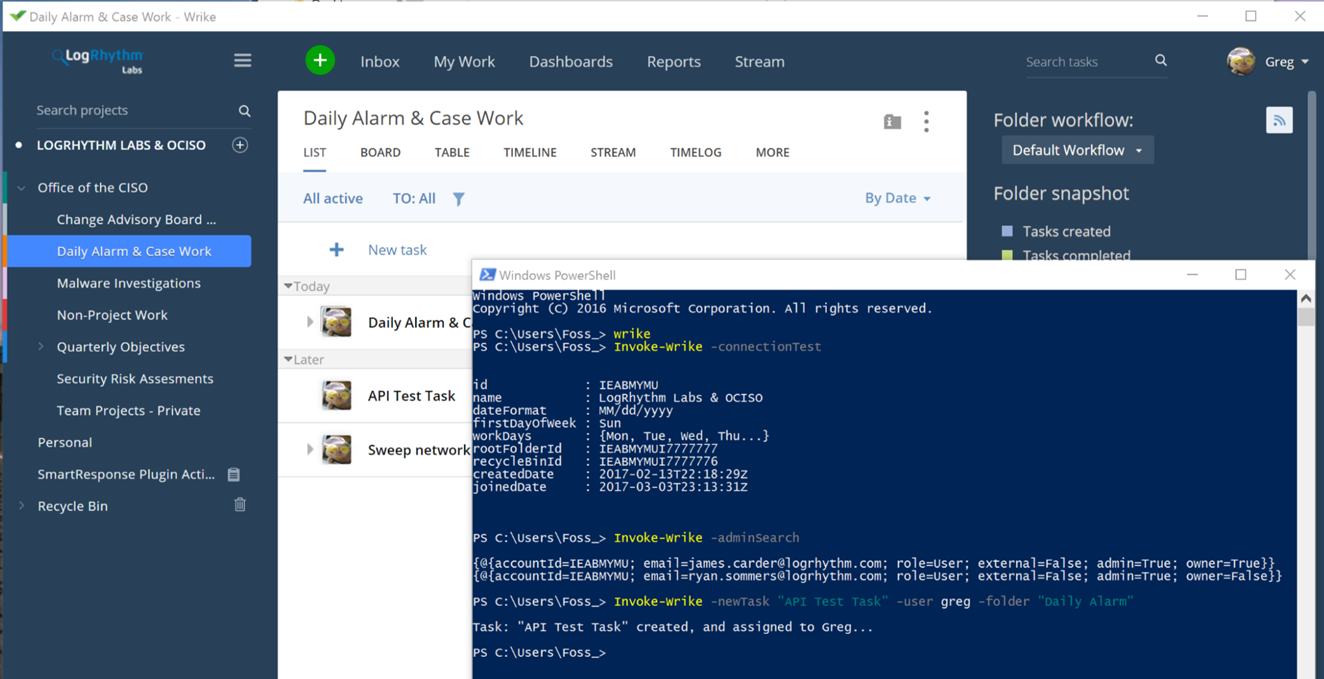 Daily Alarm & Case Work - Wrike
LogRhythm
Labs
Inbox My Work Dashboards Reports Stream
Search tasks
Greg
Search projects
LOGRHYTHM LABS & OCISO
Office of the CISO
Change Advisory Board ...
Daily Alarm & Case Work
Malware Investigations
Non-Project Work
Quarterly Objectives
Security Risk Assesments
Team Projects - Private
Personal
SmartResponse Plugin Acti...
Recycle Bin
Daily Alarm & Case Work
LIST BOARD TABLE TIMELINE STREAM TIMELOG MORE
All active TO: All By Date
New task
Today
Daily Alarm & C
Later
API Test Task
Sweep network
Folder workflow:
Default Workflow
Folder snapshot
Tasks created
Tasks completed
Windows PowerShell
Windows PowerShell
Copyright (C) 2016 Microsoft Corporation. All rights reserved.
PS C:\Users\Foss_> wrike
PS C:\Users\Foss_> Invoke-Wrike -connectionTest
id : IEABMYMU
name : LogRhythm Labs & OCISO
dateFormat : MM/dd/yyyy
firstDayOfWeek : Sun
workDays : {Mon, Tue, Wed, Thu...}
rootFolderId : IEABMYMUI7777777
recycleBinId : IEABMYMUI7777776
createdDate : 2017-02-13T22:18:29Z
joinedDate : 2017-03-03T23:13:31Z
PS C:\Users\Foss_> Invoke-Wrike -adminSearch
{@{accountId=IEABMYMU; email=james.carder@logrhythm.com; role=User; external=False; admin=True; owner=True}}
{@{accountId=IEABMYMU; email=ryan.sommers@logrhythm.com; role=User; external=False; admin=True; owner=False}}
PS C:\Users\Foss_> Invoke-Wrike -newTask "API Test Task" -user greg -folder "Daily Alarm"
Task: "API Test Task" created, and assigned to Greg...
PS C:\Users\Foss_>